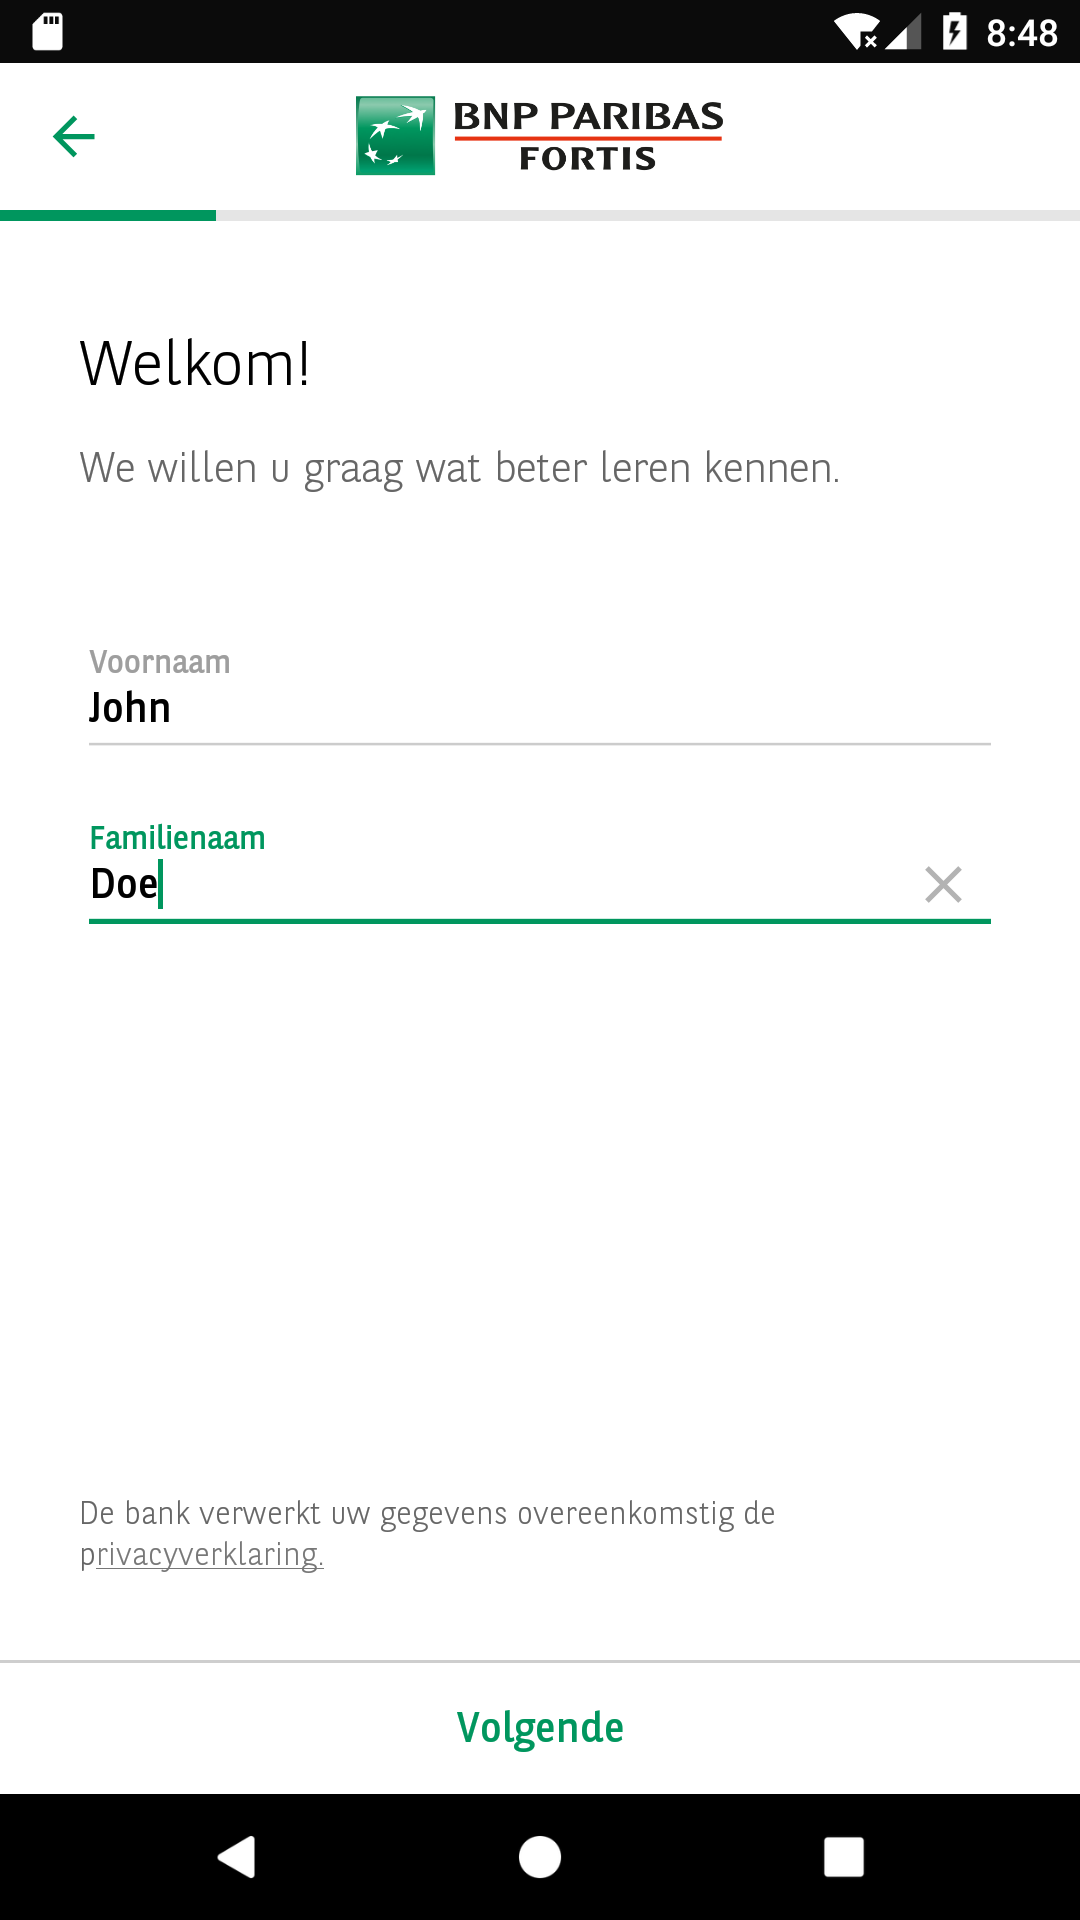 8:48
BNP PARIBAS
FORTIS
Welkom!
We willen u graag wat beter leren kennen.
Voornaam
John
Familienaam
Doe
De bank verwerkt uw gegevens overeenkomstig de
privacyverklaring.
Volgende